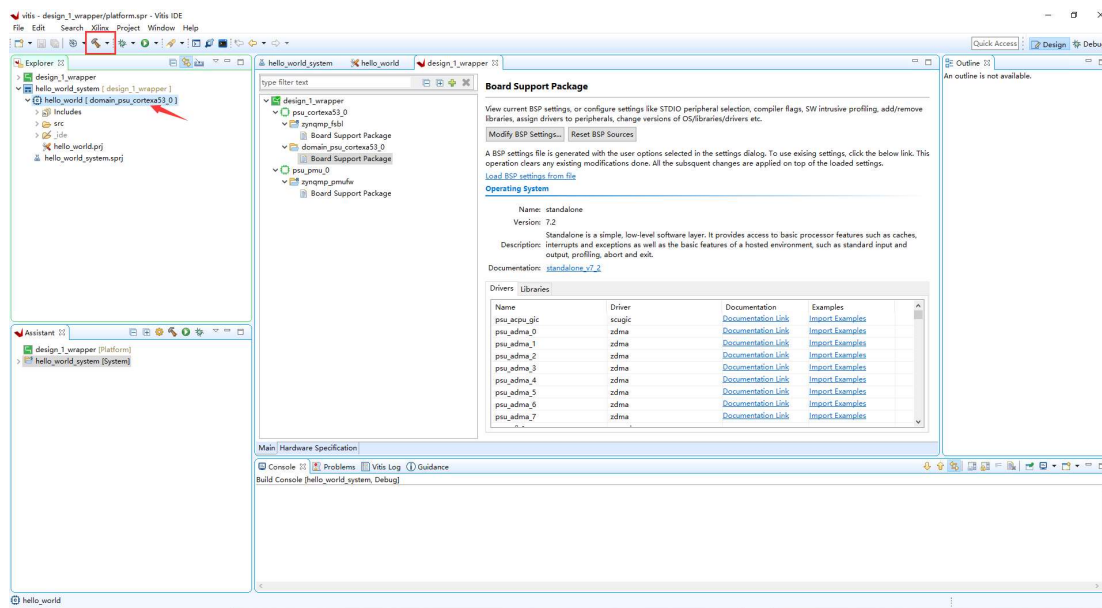 vitis - design_1_wrapper/platform.spr - Vitis IDE
File Edit Search Xilinx Project Window Help
Quick Access
Design
Debu
Explorer
design_1_wrapper
hello_world_system [ design_1_wrapper ]
hello_world [ domain_psu_cortexa53_0 ]
Includes
src
_ide
hello_world.prj
hello_world_system.sprj
Assistant
design_1_wrapper [Platform]
hello_world_system [System]
hello_world_system
hello_world
design_1_wrapper
type filter text
design_1_wrapper
psu_cortexa53_0
zynqmp_fsbl
Board Support Package
domain_psu_cortexa53_0
Board Support Package
psu_pmu_0
zynqmp_pmufw
Board Support Package
Board Support Package
View current BSP settings, or configure settings like STDIO peripheral selection, compiler flags, SW intrusive profiling, add/remove
libraries, assign drivers to peripherals, change versions of OS/libraries/drivers etc.
Modify BSP Settings... Reset BSP Sources
A BSP settings file is generated with the user options selected in the settings dialog. To use exising settings, click the below link. This
operation clears any existing modifications done. All the subsequent changes are applied on top of the loaded settings.
Load BSP settings from file
Operating System
Name: standalone
Version: 7.2
Standalone is a simple, low-level software layer. It provides access to basic processor features such as caches,
Description: interrupts and exceptions as well as the basic features of a hosted environment, such as standard input and
output, profiling, abort and exit.
Documentation: standalone_v7_2
Drivers Libraries
Name Driver Documentation Examples
psu_acpu_gic scugic Documentation Link Import Examples
psu_adma_0 zdma Documentation Link Import Examples
psu_adma_1 zdma Documentation Link Import Examples
psu_adma_2 zdma Documentation Link Import Examples
psu_adma_3 zdma Documentation Link Import Examples
psu_adma_4 zdma Documentation Link Import Examples
psu_adma_5 zdma Documentation Link Import Examples
psu_adma_6 zdma Documentation Link Import Examples
psu_adma_7 zdma Documentation Link Import Examples
Main Hardware Specification
Outline
An outline is not available.
Console Problems Vitis Log Guidance
Build Console [hello_world_system, Debug]
hello_world